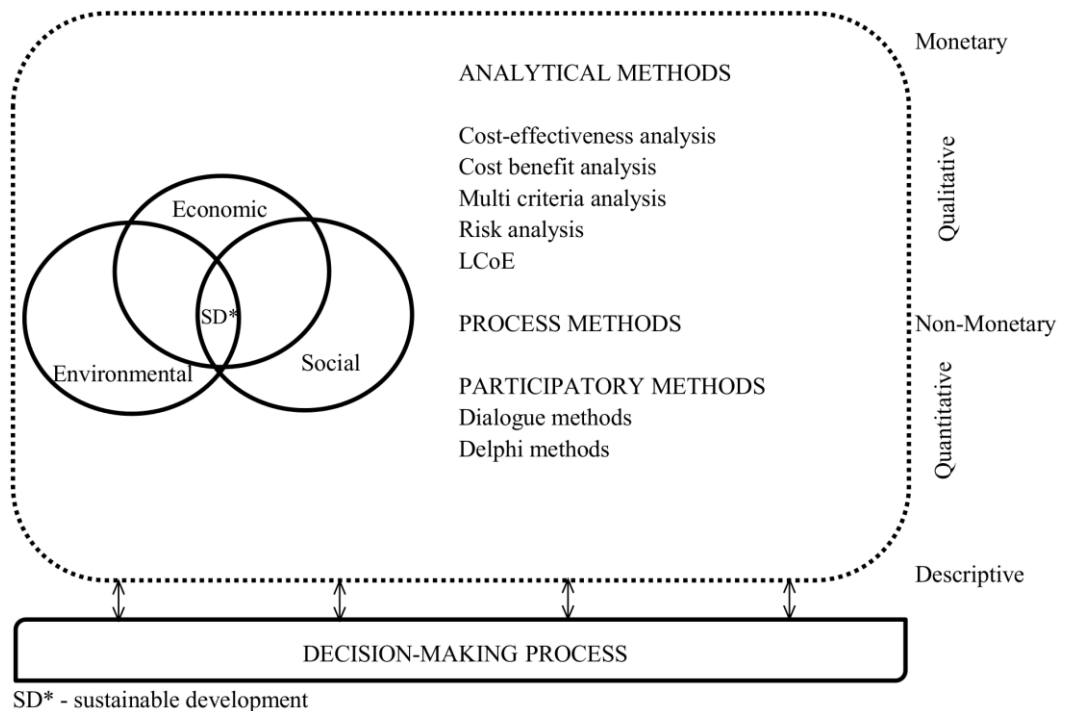 Monetary
ANALYTICAL METHODS
Cost-effectiveness analysis
Cost benefit analysis
Multi criteria analysis
Risk analysis
LCoE
Qualitative
Economic
SD*
Environmental
Social
PROCESS METHODS
Non-Monetary
PARTICIPATORY METHODS
Dialogue methods
Delphi methods
Quantitative
Descriptive
DECISION-MAKING PROCESS
SD* - sustainable development